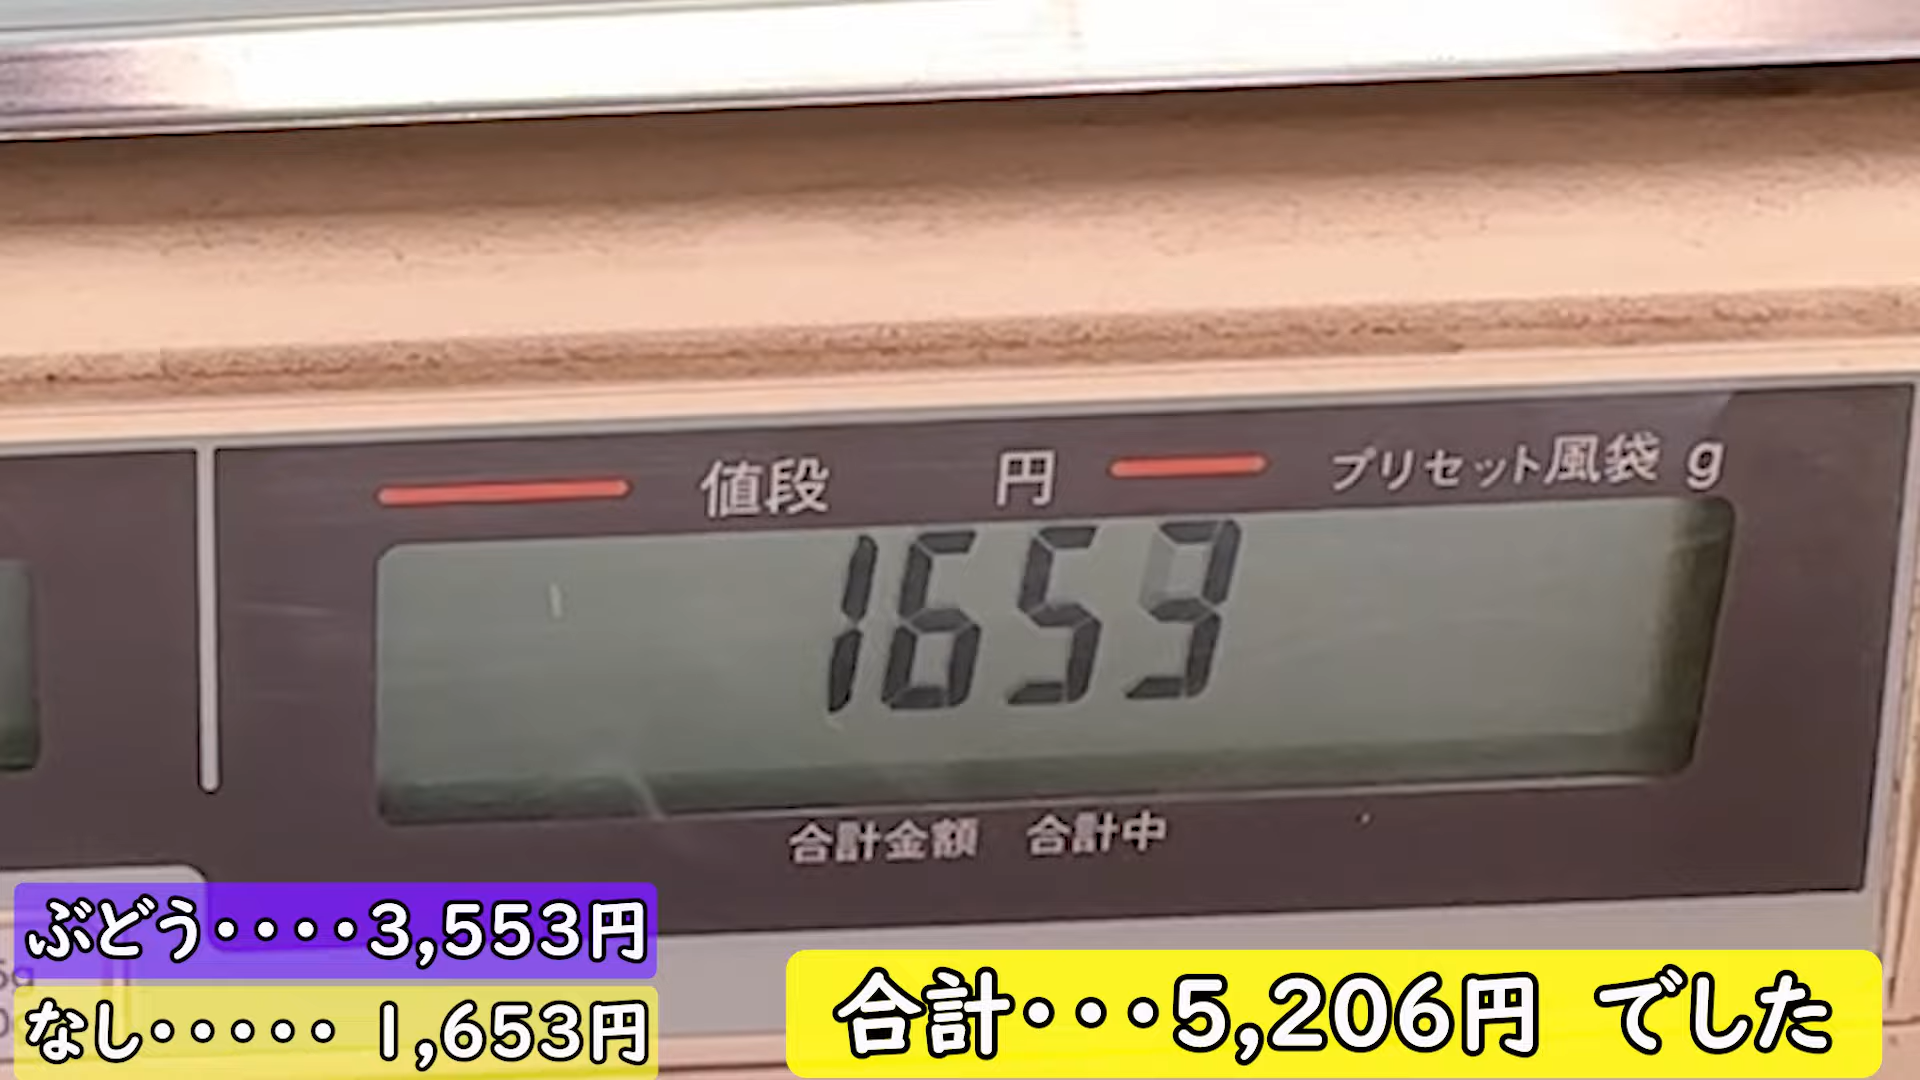 値段 円 プリセット風袋 g
1653
合計金額 合計中
ぶどう････3,553円
なし･････1,653円
合計･･･5,206円 でした